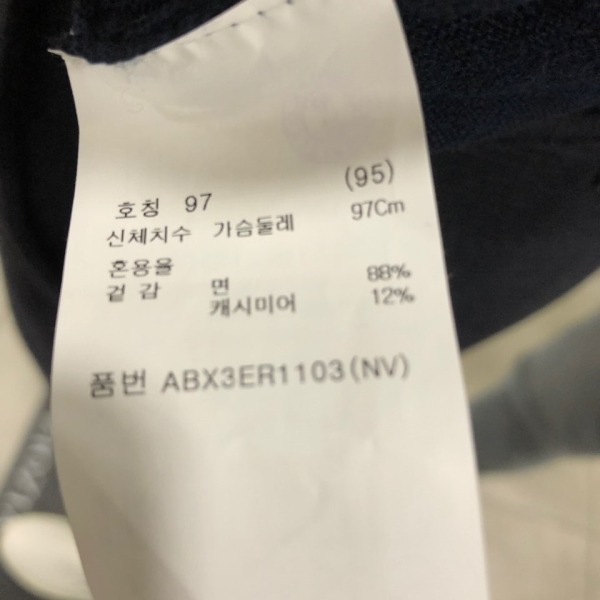 호칭 97 (95)
신체치수 가슴둘레 97Cm
혼용율
겉감 면 88%
캐시미어 12%
품번 ABX3ER1103(NV)